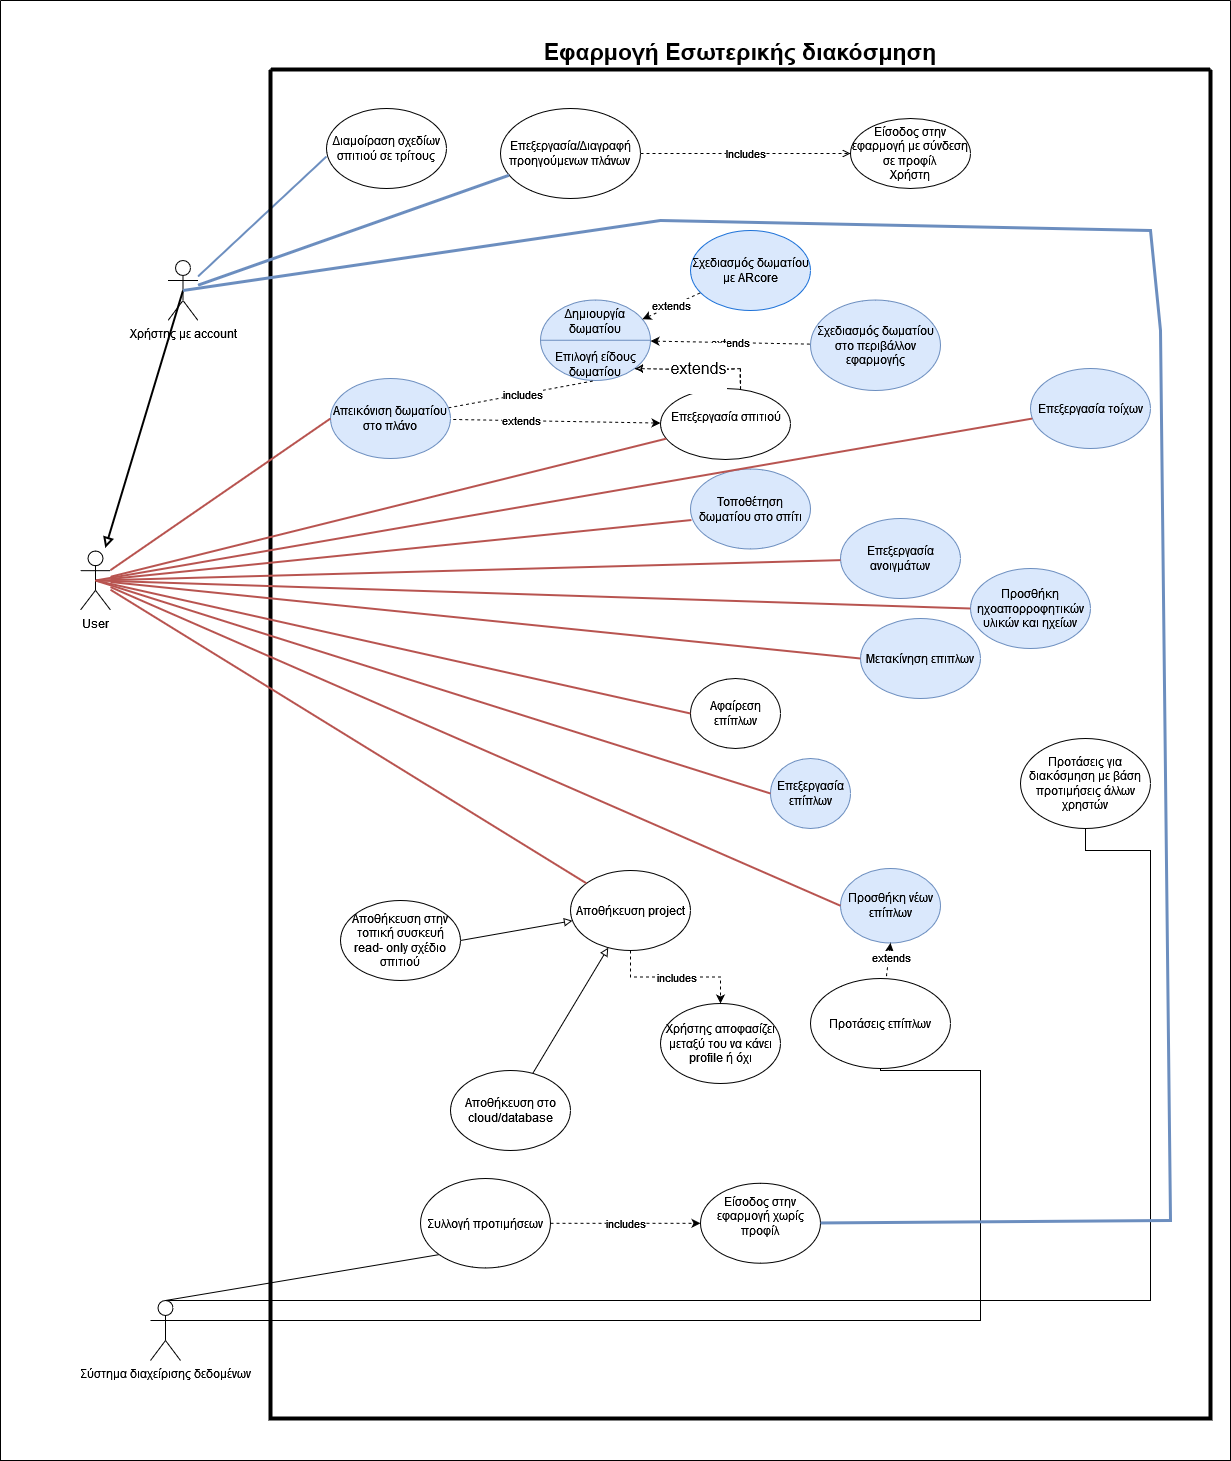 Εφαρμογή Εσωτερικής διακόσμηση
Διαμοίραση σχεδίων
σπιτιού σε τρίτους
Επεξεργασία/Διαγραφή
προηγούμενων πλάνων
includes
Είσοδος στην
εφαρμογή με σύνδεση
σε προφίλ
Χρήστη
Χρήστης με account
Σχεδιασμός δωματίου
με ARcore
extends
Δημιουργία
δωματίου
Επιλογή είδους
δωματίου
extends
Σχεδιασμός δωματίου
στο περιβάλλον
εφαρμογής
extends
includes
Απεικόνιση δωματίου
στο πλάνο
extends
Επεξεργασία σπιτιού
Επεξεργασία τοίχων
Τοποθέτηση
δωματίου στο σπίτι
Επεξεργασία
ανοιγμάτων
User
Προσθήκη
ηχοαπορροφητικών
υλικών και ηχείων
Μετακίνηση επιπλων
Αφαίρεση
επίπλων
Επεξεργασία
επίπλων
Προτάσεις για
διακόσμηση με βάση
προτιμήσεις άλλων
χρηστών
Προσθήκη νέων
επίπλων
Αποθήκευση project
Αποθήκευση στην
τοπική συσκευή
read- only σχέδιο
σπιτιού
extends
includes
Προτάσεις επίπλων
Χρήστης αποφασίζει
μεταξύ του να κάνει
profile ή όχι
Αποθήκευση στο
cloud/database
Συλλογή προτιμήσεων
includes
Είσοδος στην
εφαρμογή χωρίς
προφίλ
Σύστημα διαχείρισης δεδομένων